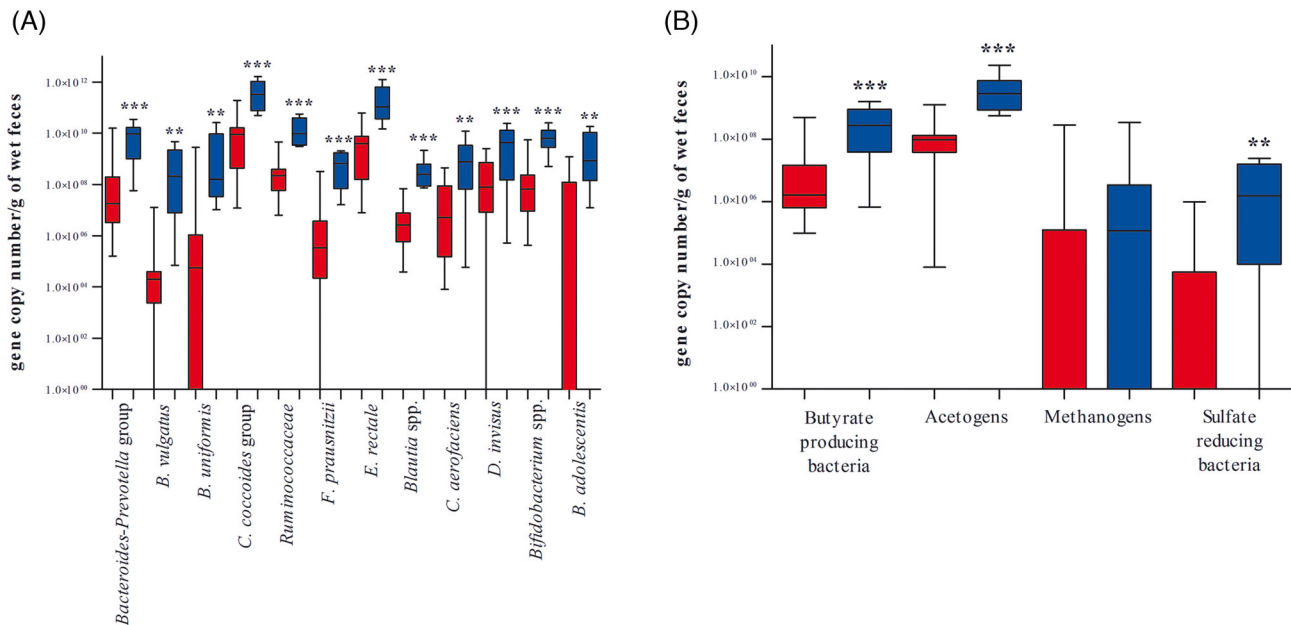 (A)
gene copy number/g of wet feces
1.0×10¹²
1.0×10¹⁰
1.0×10⁰⁸
1.0×10⁰⁶
1.0×10⁰⁴
1.0×10⁰²
1.0×10⁰⁰
***
**
**
***
***
***
***
***
**
***
***
**
Bacteroides-Prevotella group
B. vulgatus
B. uniformis
C. coccoides group
Ruminococcaceae
F. prausnitzii
E. rectale
Blautia spp.
C. aerofaciens
D. invisus
Bifidobacterium spp.
B. adolescentis
(B)
gene copy number/g of wet feces
1.0×10¹⁰
1.0×10⁰⁸
1.0×10⁰⁶
1.0×10⁰⁴
1.0×10⁰²
1.0×10⁰⁰
***
***
**
Butyrate
producing
bacteria
Acetogens
Methanogens
Sulfate
reducing
bacteria